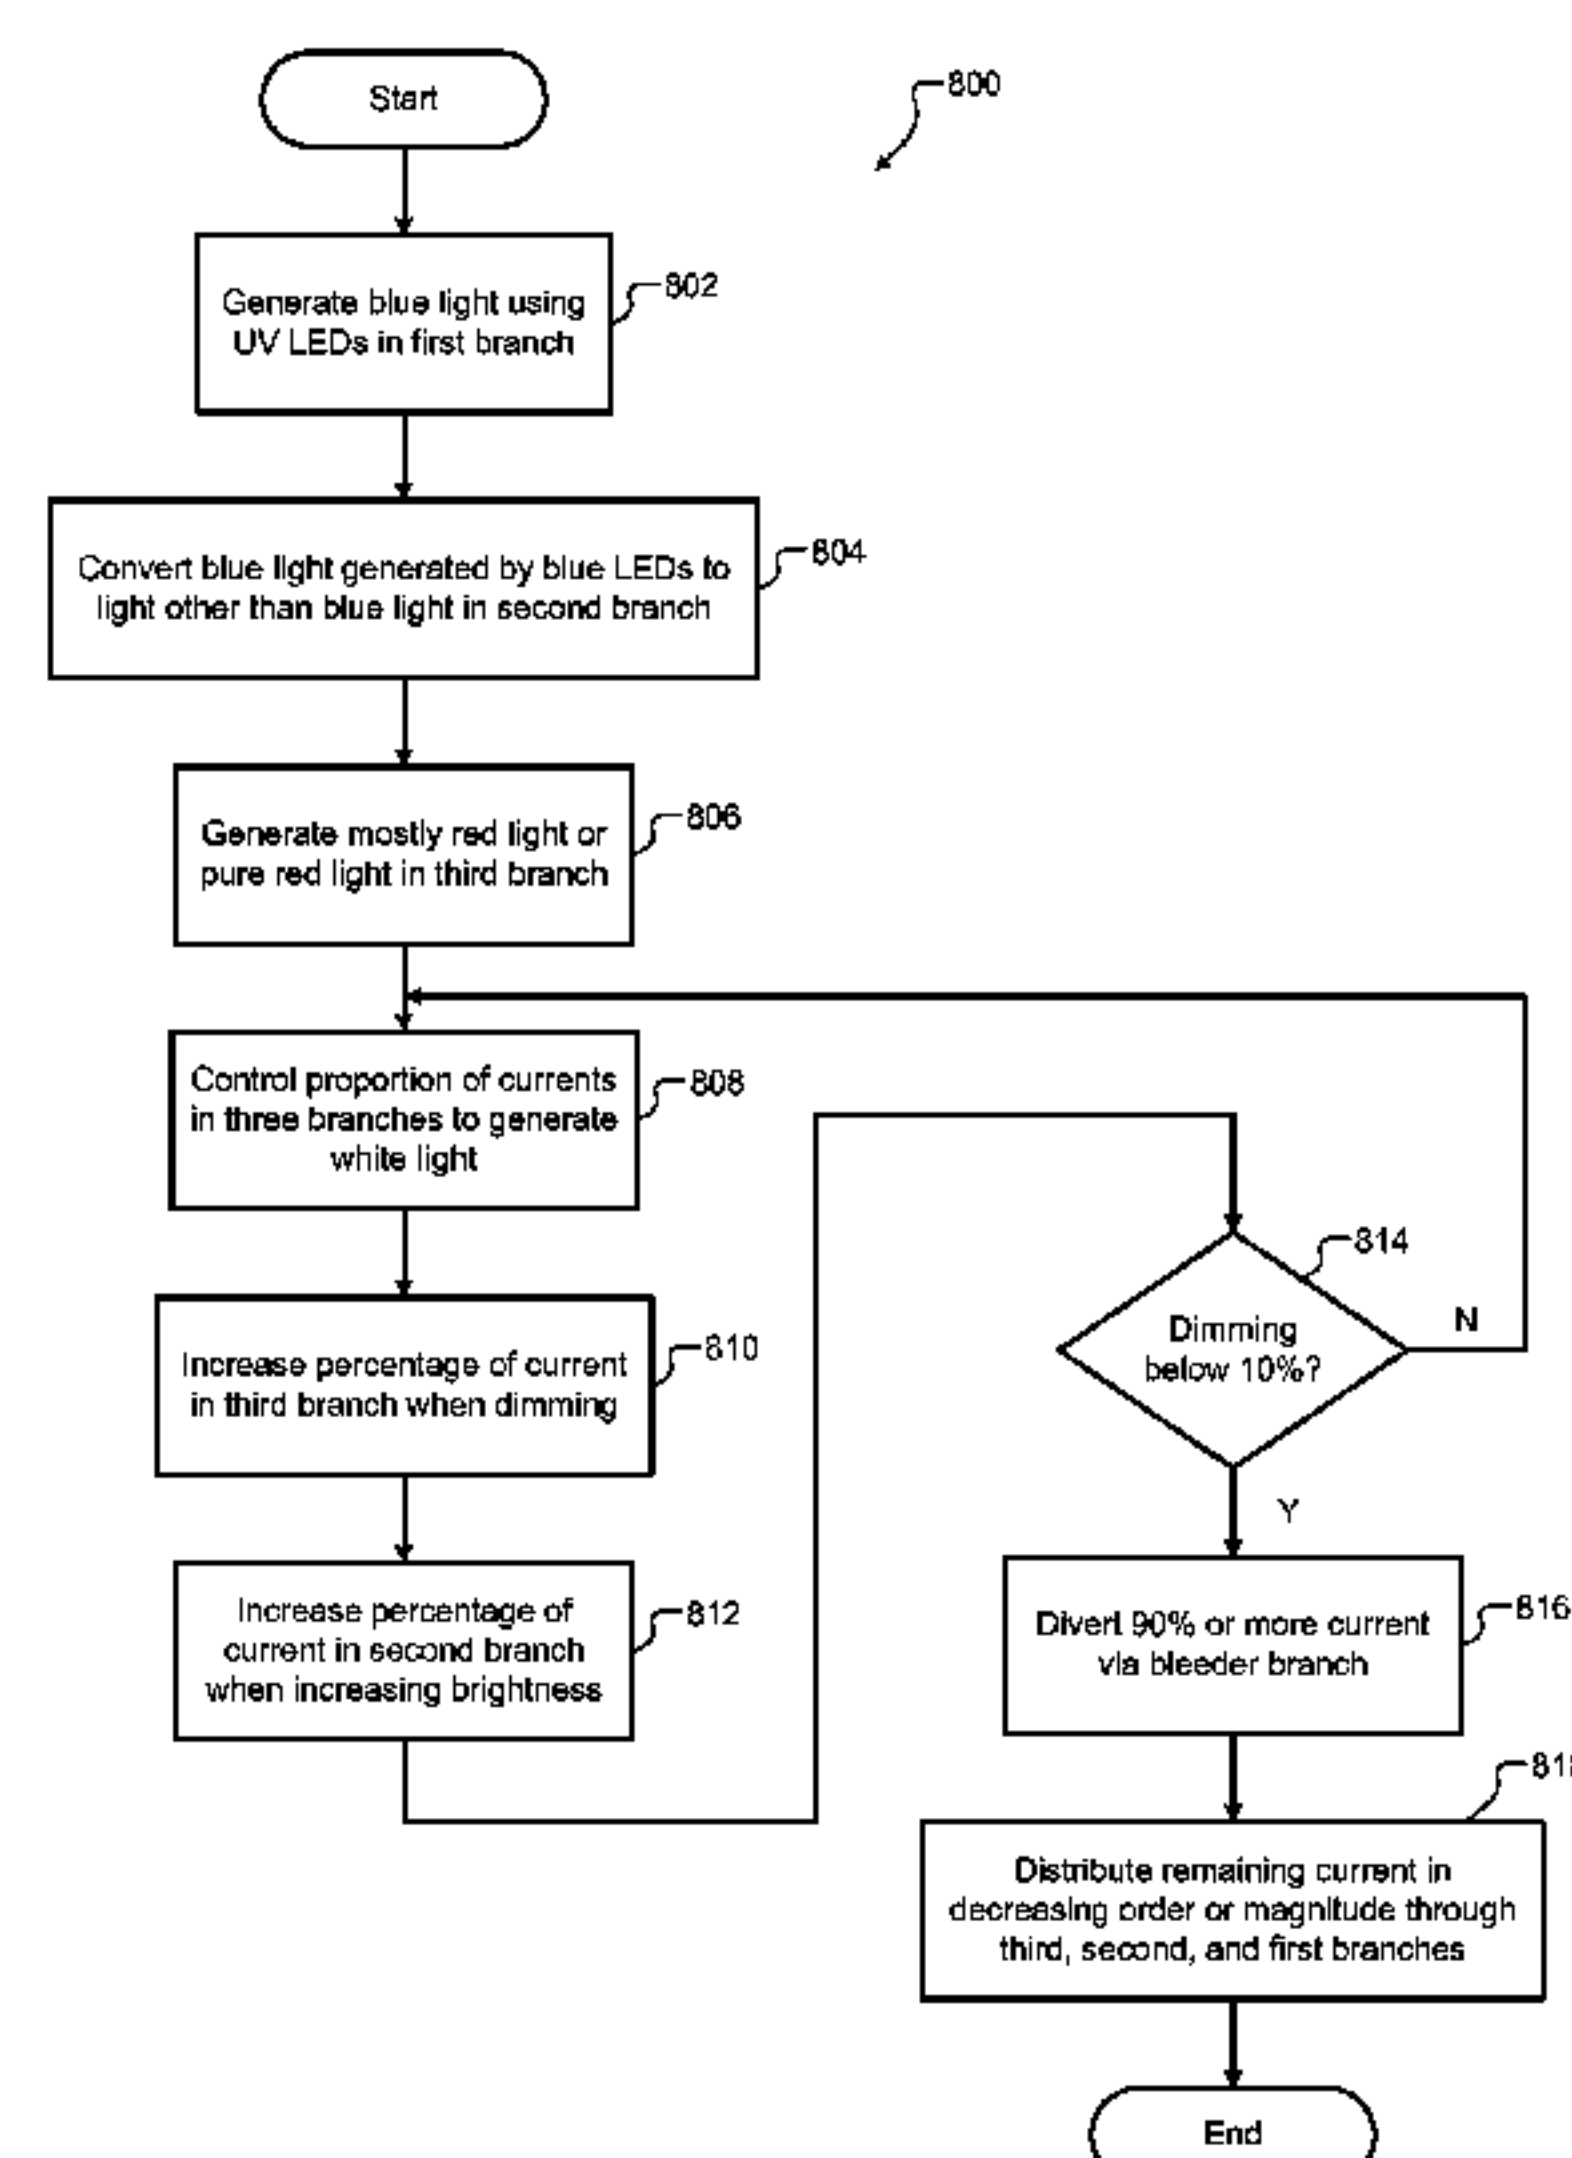 Start
800
Generate blue light using
UV LEDs in first branch
802
Convert blue light generated by blue LEDs to
light other than blue light in second branch
804
Generate mostly red light or
pure red light in third branch
806
Control proportion of currents
in three branches to generate
white light
808
Increase percentage of current
in third branch when dimming
810
Increase percentage of
current in second branch
when increasing brightness
812
Dimming
below 10%?
814
N
Y
Divert 90% or more current
via bleeder branch
816
Distribute remaining current in
decreasing order or magnitude through
third, second, and first branches
End